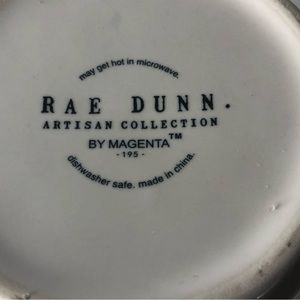 may get hot in microwave.
RAE DUNN.
ARTISAN COLLECTION
BY MAGENTA™
- 195 -
dishwasher safe. made in china.